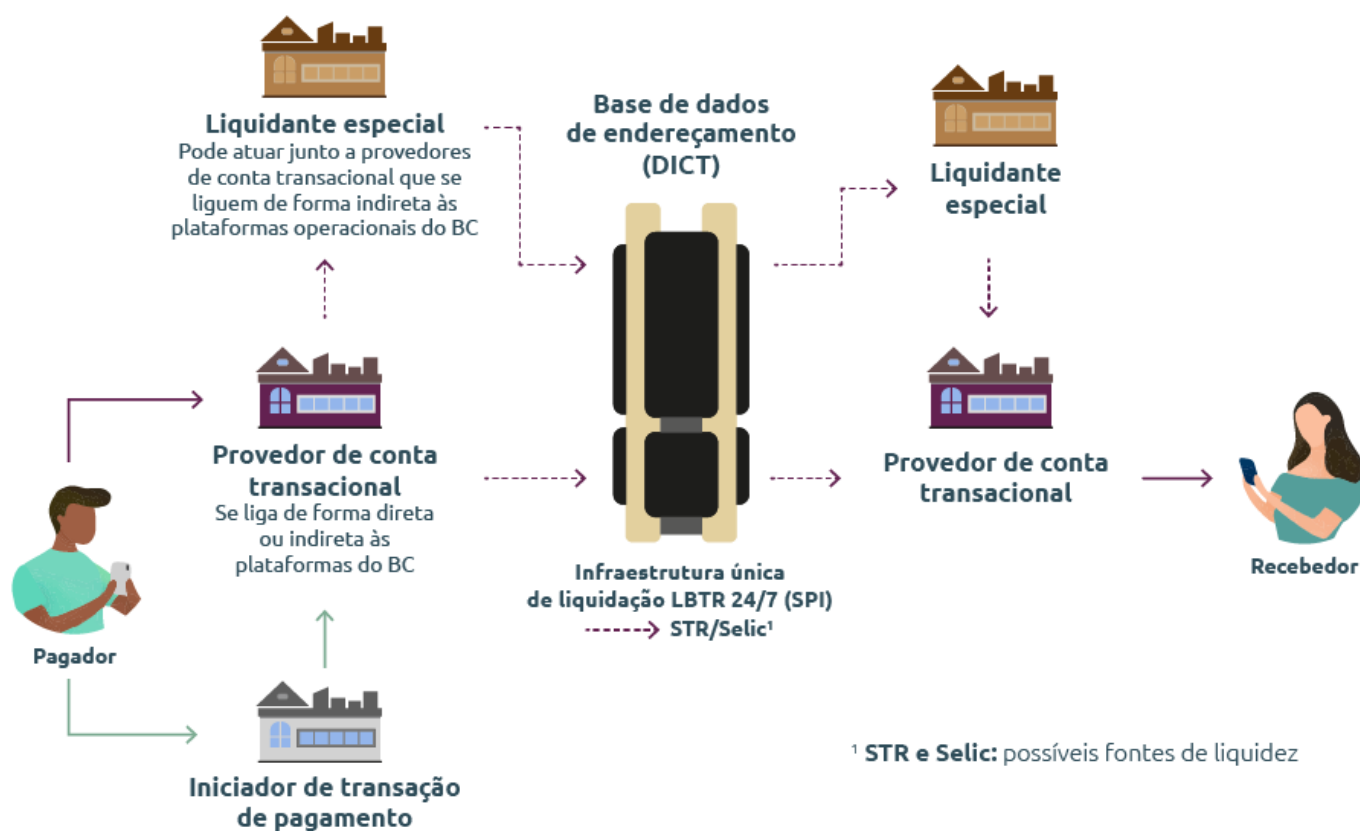 Liquidante especial
Pode atuar junto a provedores
de conta transacional que se
liguem de forma indireta às
plataformas operacionais do BC
Base de dados
de endereçamento
(DICT)
Liquidante
especial
Provedor de conta
transacional
Se liga de forma direta
ou indireta às
plataformas do BC
Provedor de conta
transacional
Pagador
Recebedor
Infraestrutura única
de liquidação LBTR 24/7 (SPI)
STR/Selic¹
Iniciador de transação
de pagamento
¹ STR e Selic: possíveis fontes de liquidez